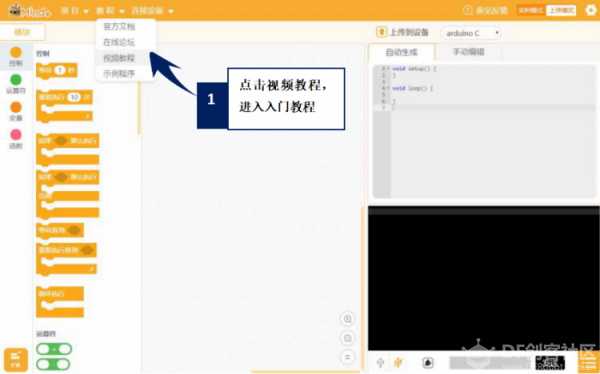 Mind+
项目
教程
连接设备
意见反馈
实时模式
上传模式
模块
官方文档
在线论坛
视频教程
示例程序
上传到设备
arduino C
自动生成
手动编辑
控制
运算符
变量
函数
控制
等待 1 秒
重复执行 10 次
如果 那么执行
如果 那么执行
否则
等待直到
重复执行直到
循环执行
运算符
1
点击视频教程，
进入入门教程
1 void setup() {
2 }
3
4 void loop() {
5
6 }
7
扩展
DF创客社区